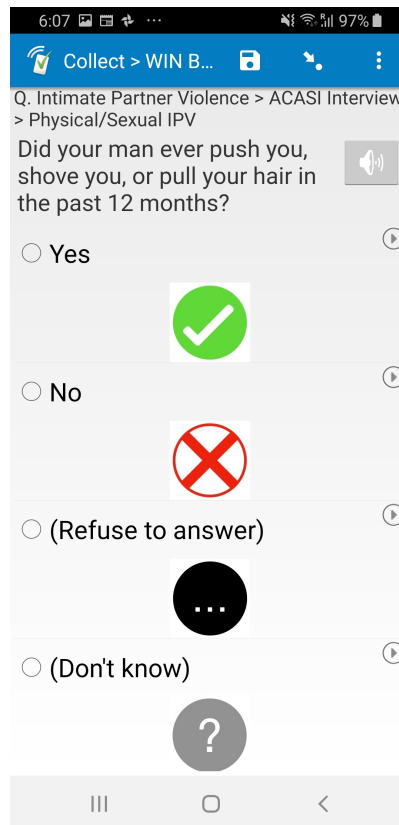 6:07 ... 97%
Collect > WIN B...
Q. Intimate Partner Violence > ACASI Interview
> Physical/Sexual IPV
Did your man ever push you,
shove you, or pull your hair in
the past 12 months?
Yes
No
(Refuse to answer)
...
(Don't know)
?